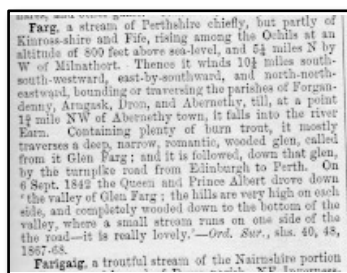 Farg, a stream of Perthshire chiefly, but partly of
Kinross-shire and Fife, rising among the Ochils at an
altitude of 800 feet above sea-level, and 5¼ miles N by
W of Milnathort. Thence it winds 10¼ miles south-
south-westward, east-by-southward, and north-north-
eastward, bounding or traversing the parishes of Forgan-
denny, Arngask, Dron, and Abernethy, till, at a point
1¾ mile NW of Abernethy town, it falls into the river
Earn. Containing plenty of burn trout, it mostly
traverses a deep, narrow, romantic, wooded glen, called
from it Glen Farg; and it is followed, down that glen,
by the turnpike road from Edinburgh to Perth. On
6 Sept. 1842 the Queen and Prince Albert drove down
'the valley of Glen Farg; the hills are very high on each
side, and completely wooded down to the bottom of the
valley, where a small stream runs on one side of the
the road—it is really lovely.'—Ord. Sur., shs. 40, 48,
1867-68.
Farigaig, a troutful stream of the Nairnshire portion
parish, NE Inverness-